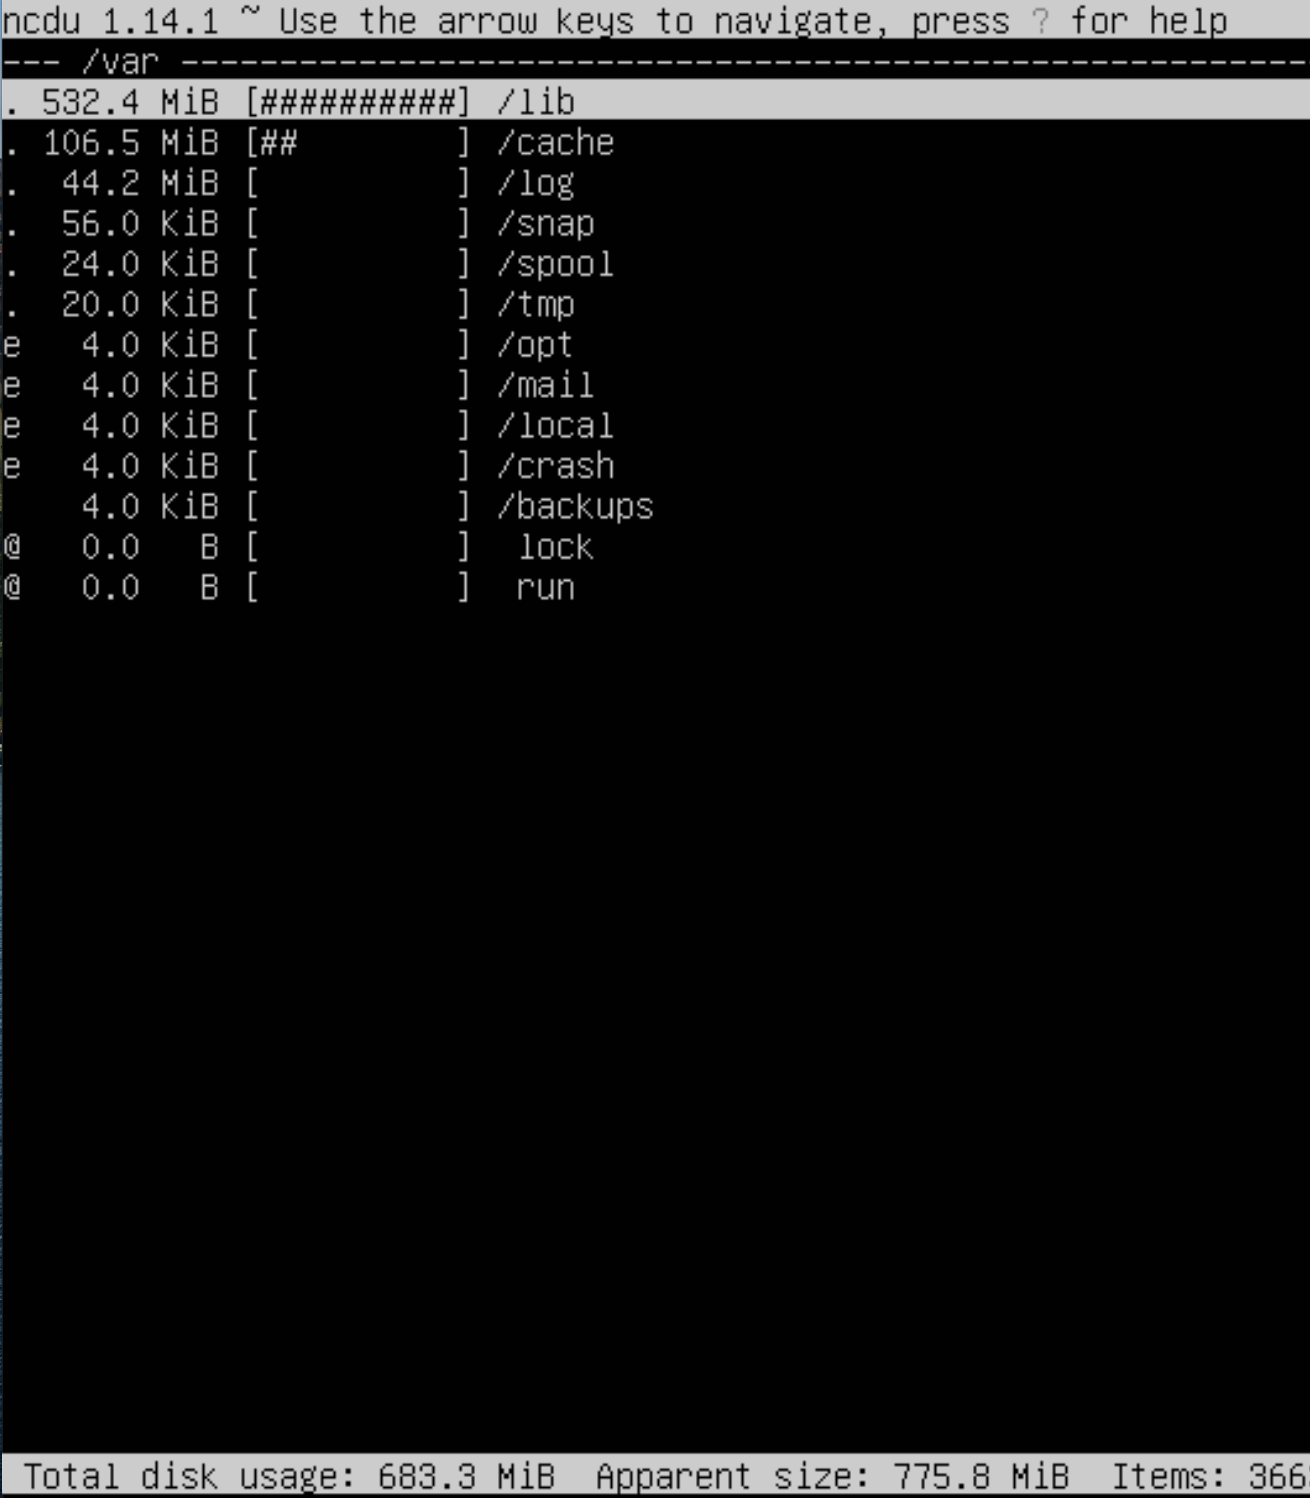 ncdu 1.14.1 ~ Use the arrow keys to navigate, press ? for help
--- /var ----------------------------------------------------------
. 532.4 MiB [##########] /lib
. 106.5 MiB [##        ] /cache
.  44.2 MiB [          ] /log
.  56.0 KiB [          ] /snap
.  24.0 KiB [          ] /spool
.  20.0 KiB [          ] /tmp
e   4.0 KiB [          ] /opt
e   4.0 KiB [          ] /mail
e   4.0 KiB [          ] /local
e   4.0 KiB [          ] /crash
    4.0 KiB [          ] /backups
@   0.0   B [          ]  lock
@   0.0   B [          ]  run
Total disk usage: 683.3 MiB  Apparent size: 775.8 MiB  Items: 366